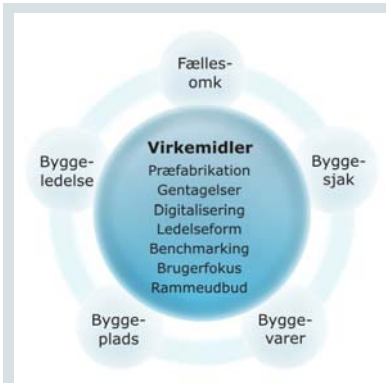 Fælles-
omk
Virkemidler
Præfabrikation
Gentagelser
Digitalisering
Ledelseform
Benchmarking
Brugerfokus
Rammeudbud
Bygge-
ledelse
Bygge-
sjak
Bygge-
plads
Bygge-
varer